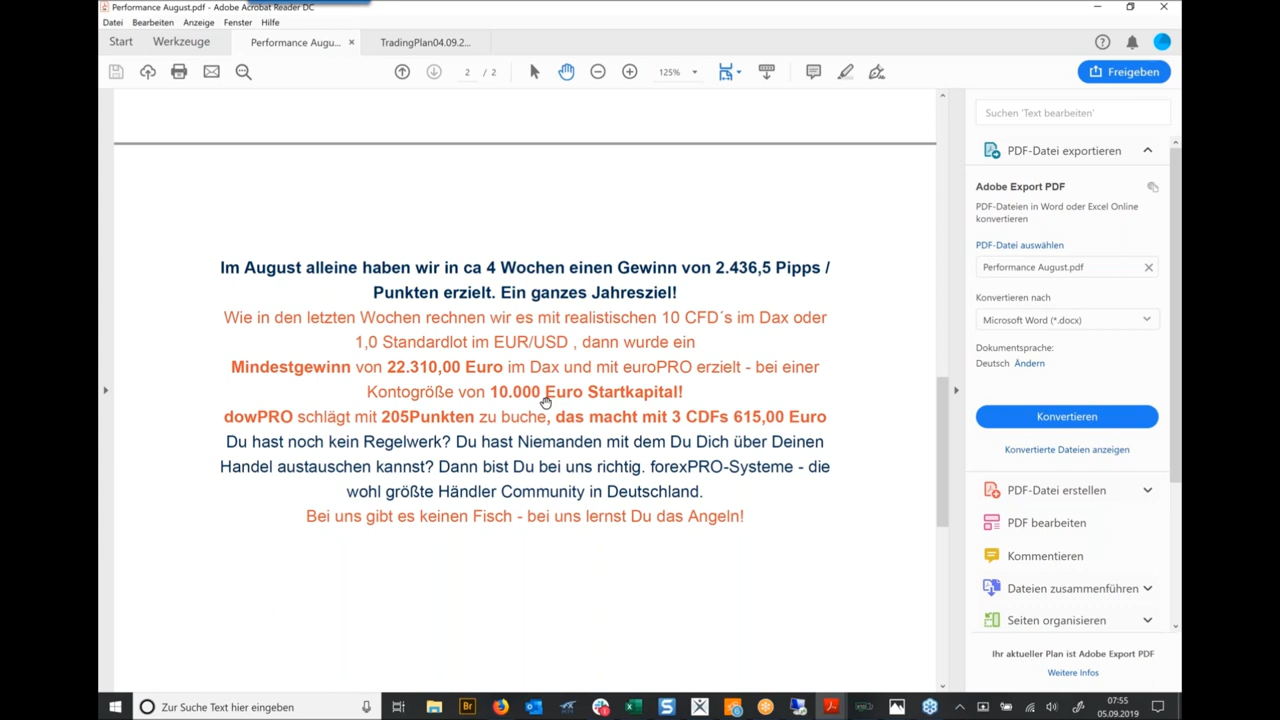 Performance August.pdf - Adobe Acrobat Reader DC
Datei Bearbeiten Anzeige Fenster Hilfe
Start Werkzeuge Performance Augu... × TradingPlan04.09.2...
2 / 2 125% Freigeben
Suchen 'Text bearbeiten'
PDF-Datei exportieren
Adobe Export PDF
PDF-Dateien in Word oder Excel Online
konvertieren
PDF-Datei auswählen
Performance August.pdf
Konvertieren nach
Microsoft Word (*.docx)
Dokumentsprache:
Deutsch Ändern
Konvertieren
Konvertierte Dateien anzeigen
PDF-Datei erstellen
PDF bearbeiten
Kommentieren
Dateien zusammenführen
Seiten organisieren
Ihr aktueller Plan ist Adobe Export PDF
Weitere Infos
Im August alleine haben wir in ca 4 Wochen einen Gewinn von 2.436,5 Pipps /
Punkten erzielt. Ein ganzes Jahresziel!
Wie in den letzten Wochen rechnen wir es mit realistischen 10 CFD´s im Dax oder
1,0 Standardlot im EUR/USD , dann wurde ein
Mindestgewinn von 22.310,00 Euro im Dax und mit euroPRO erzielt - bei einer
Kontogröße von 10.000 Euro Startkapital!
dowPRO schlägt mit 205Punkten zu buche, das macht mit 3 CDFs 615,00 Euro
Du hast noch kein Regelwerk? Du hast Niemanden mit dem Du Dich über Deinen
Handel austauschen kannst? Dann bist Du bei uns richtig. forexPRO-Systeme - die
wohl größte Händler Community in Deutschland.
Bei uns gibt es keinen Fisch - bei uns lernst Du das Angeln!
Zur Suche Text hier eingeben
Br
07:55
05.09.2019